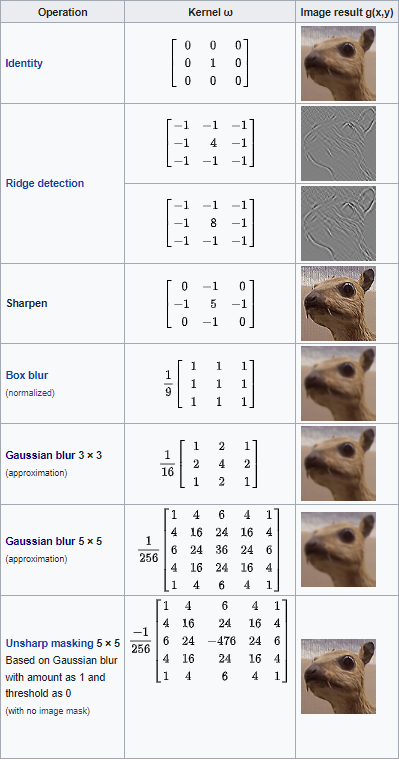 Operation Kernel ω Image result g(x,y)
Identity
0 0 0
0 1 0
0 0 0
Ridge detection
−1 −1 −1
−1 4 −1
−1 −1 −1
−1 −1 −1
−1 8 −1
−1 −1 −1
Sharpen
0 −1 0
−1 5 −1
0 −1 0
Box blur
(normalized)
1/9
1 1 1
1 1 1
1 1 1
Gaussian blur 3 × 3
(approximation)
1/16
1 2 1
2 4 2
1 2 1
Gaussian blur 5 × 5
(approximation)
1/256
1 4 6 4 1
4 16 24 16 4
6 24 36 24 6
4 16 24 16 4
1 4 6 4 1
Unsharp masking 5 × 5
Based on Gaussian blur
with amount as 1 and
threshold as 0
(with no image mask)
−1/256
1 4 6 4 1
4 16 24 16 4
6 24 −476 24 6
4 16 24 16 4
1 4 6 4 1